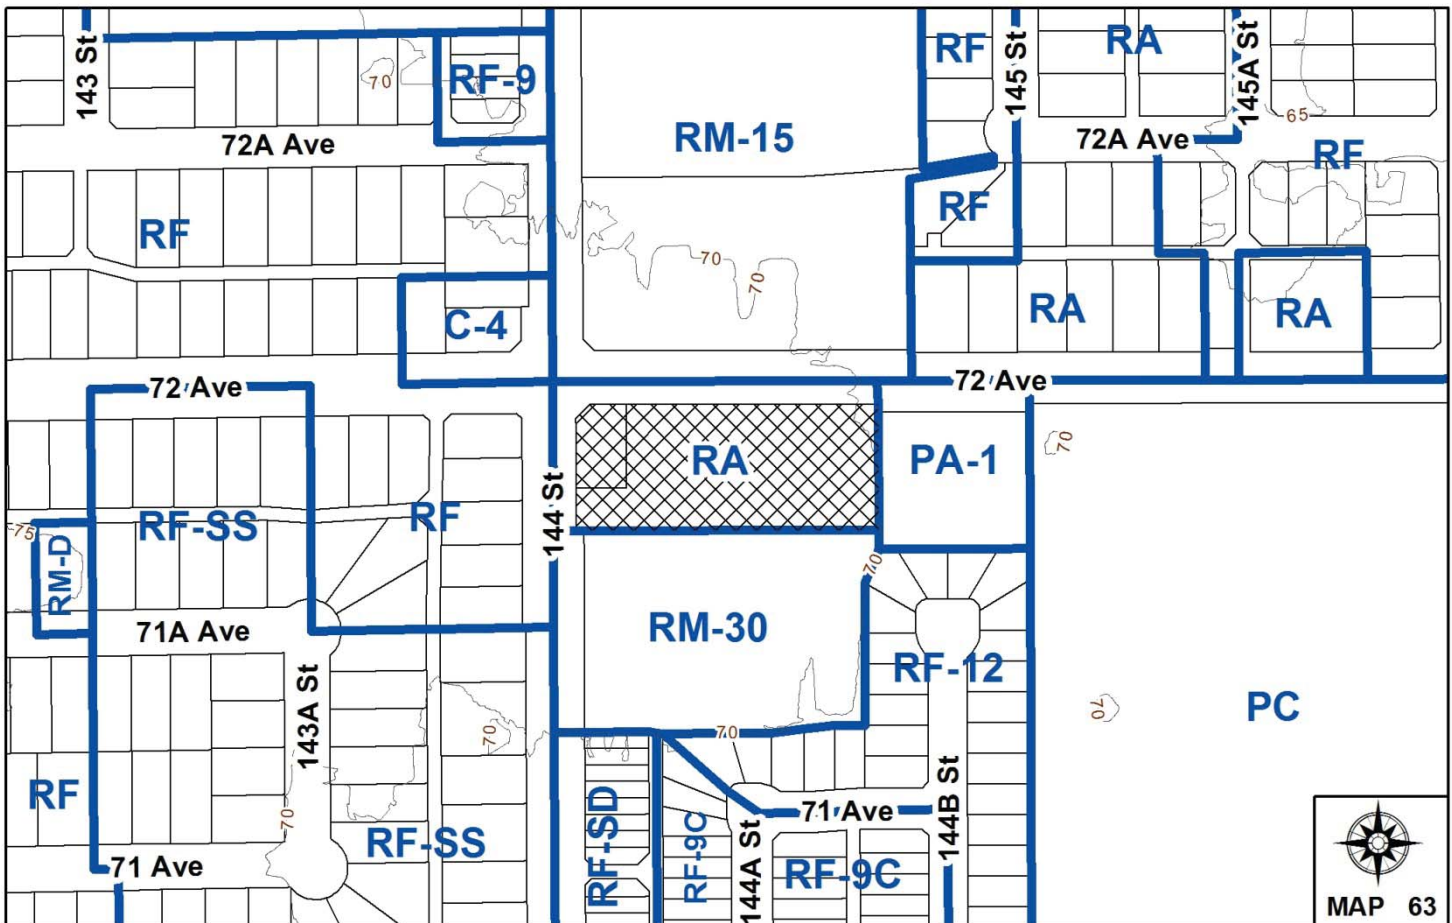 143 St
RF-9
RF
145 St
RA
145A St
70
65
72A Ave
RM-15
72A Ave
RF
RF
RF
70
70
C-4
RA
RA
72 Ave
72 Ave
RA
PA-1
70
144 St
RF-SS
RF
75
RM-D
71A Ave
RM-30
70
RF-12
143A St
70
70
70
PC
RF
70
RF-SS
RF-SD
RF-9C
144A St
71 Ave
144B St
RF-9C
71 Ave
MAP 63